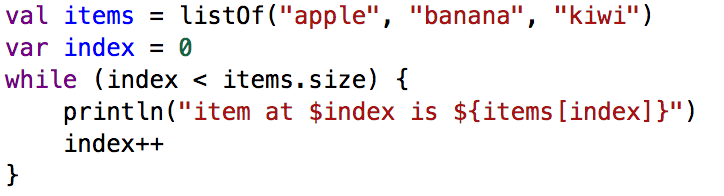 val items = listOf("apple", "banana", "kiwi")
var index = 0
while (index < items.size) {
    println("item at $index is ${items[index]}")
    index++
}